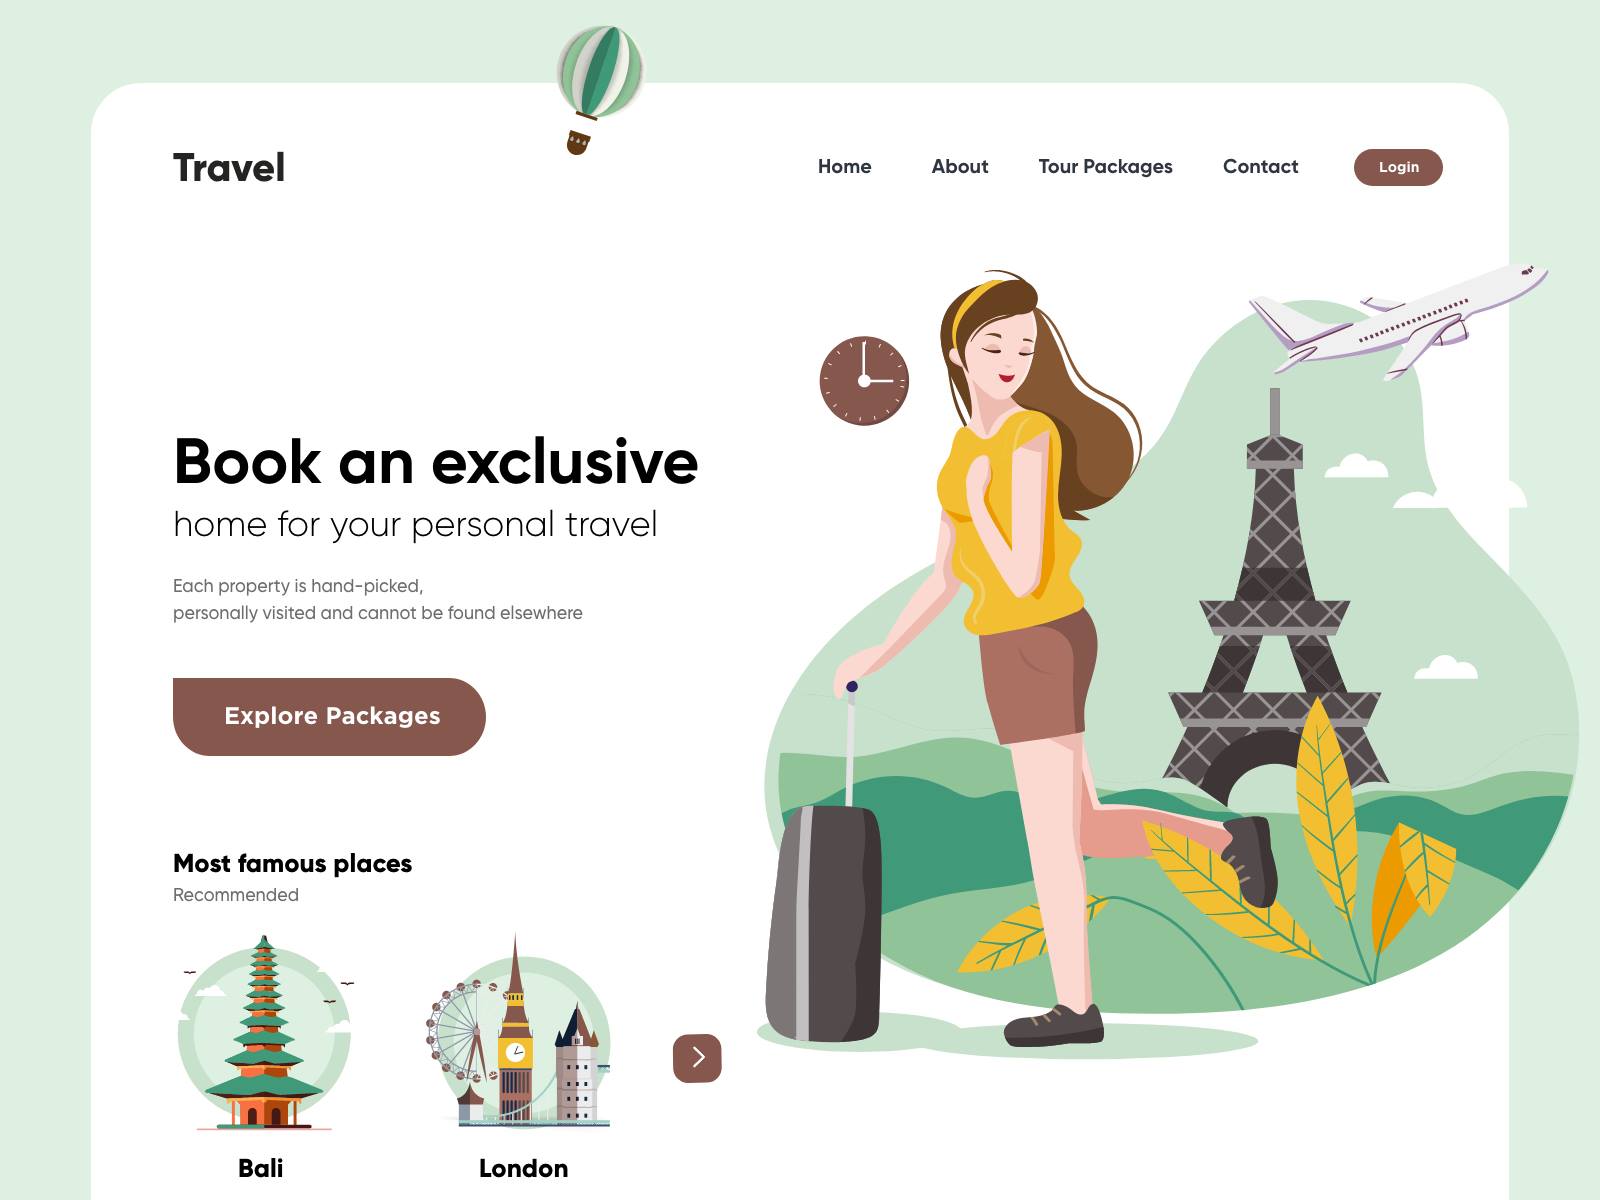 Travel
Home
About
Tour Packages
Contact
Login
Book an exclusive
home for your personal travel
Each property is hand-picked,
personally visited and cannot be found elsewhere
Explore Packages
Most famous places
Recommended
Bali
London